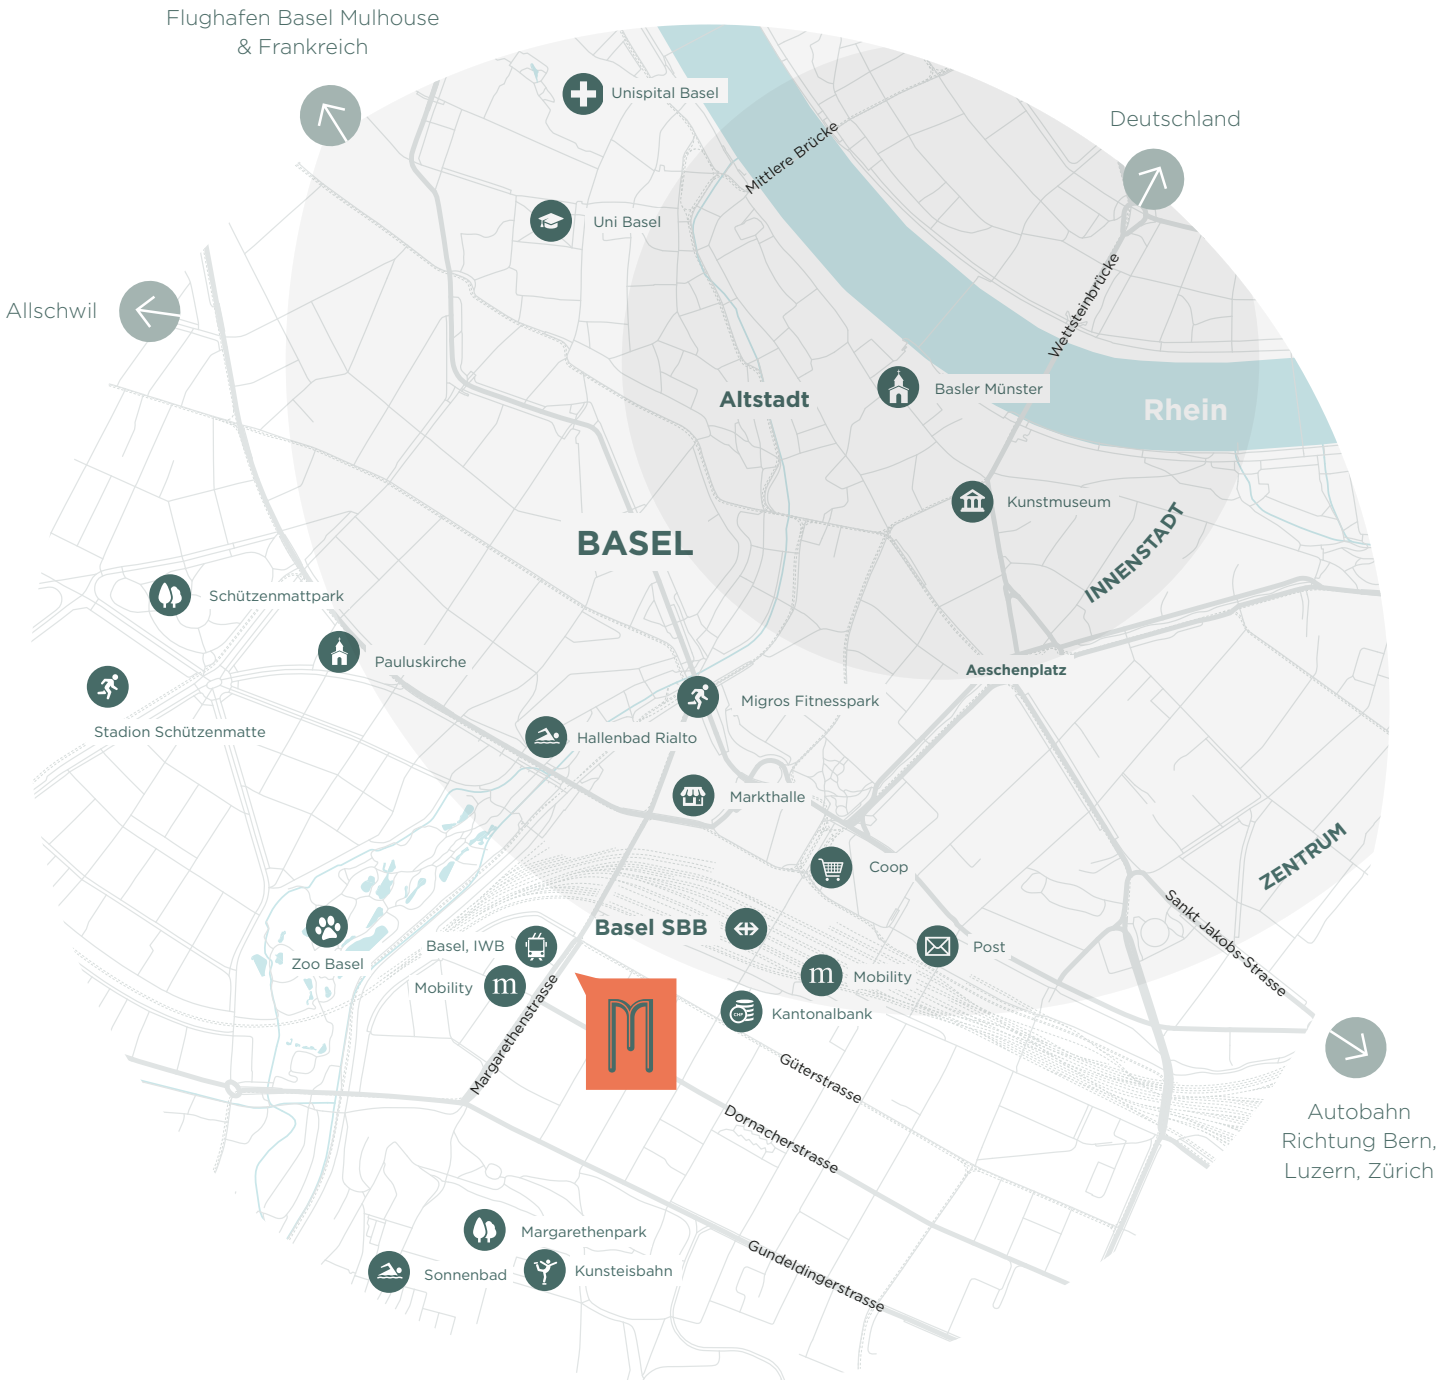 Flughafen Basel Mulhouse
& Frankreich
Unispital Basel
Deutschland
Mittlere Brücke
Uni Basel
Wettsteinbrücke
Allschwil
Basler Münster
Altstadt
Rhein
Kunstmuseum
BASEL
INNENSTADT
Schützenmattpark
Pauluskirche
Aeschenplatz
Migros Fitnesspark
Stadion Schützenmatte
Hallenbad Rialto
Markthalle
ZENTRUM
Coop
Sankt Jakobs-Strasse
Basel SBB
Basel, IWB
Post
Zoo Basel
m
Mobility
m
Mobility
Margarethenstrasse
M
CHF
Kantonalbank
Güterstrasse
Dornacherstrasse
Autobahn
Richtung Bern,
Luzern, Zürich
Margarethenpark
Gundeldingerstrasse
Sonnenbad
Kunsteisbahn